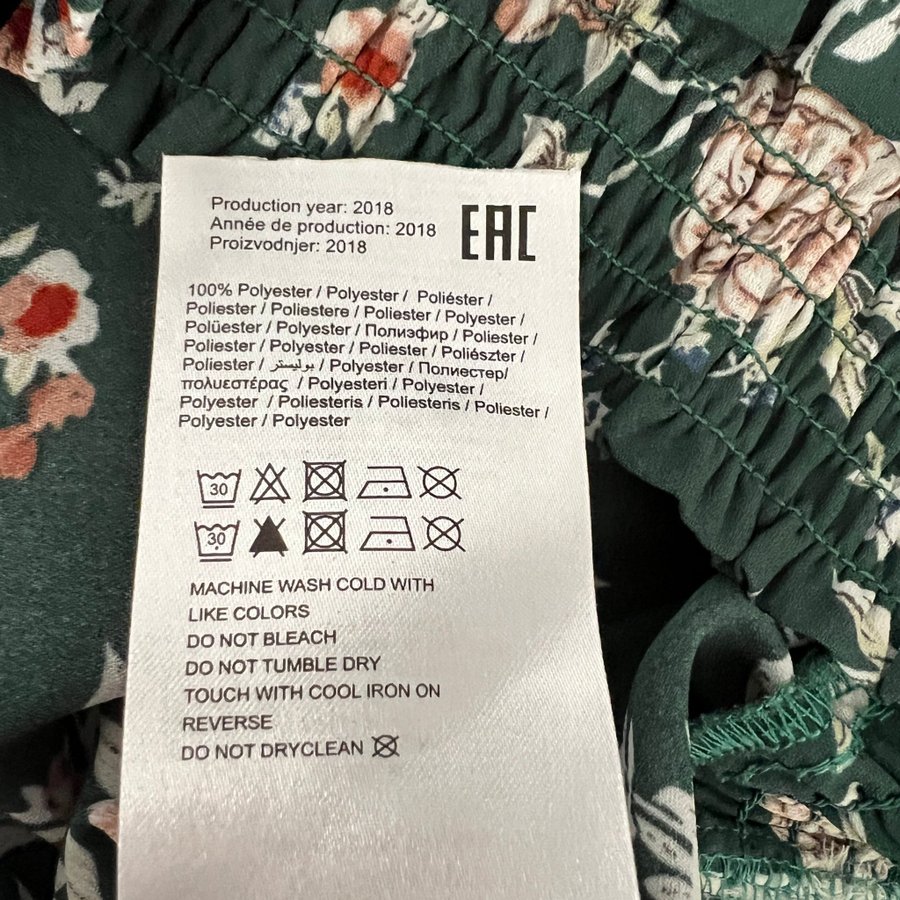 Production year: 2018
Année de production: 2018
Proizvodnjer: 2018
EAC
100% Polyester / Polyester / Poliéster /
Poliester / Poliestere / Poliester / Polyester /
Polüester / Polyester / Полиэфир / Poliester /
Poliester / Polyester / Poliester / Poliészter /
Poliester / بوليستر / Polyester / Полиестер/
πολυεστέρας / Polyesteri / Polyester /
Polyester / Poliesteris / Poliesteris / Poliester /
Polyester / Polyester
30
30
MACHINE WASH COLD WITH
LIKE COLORS
DO NOT BLEACH
DO NOT TUMBLE DRY
TOUCH WITH COOL IRON ON
REVERSE
DO NOT DRYCLEAN